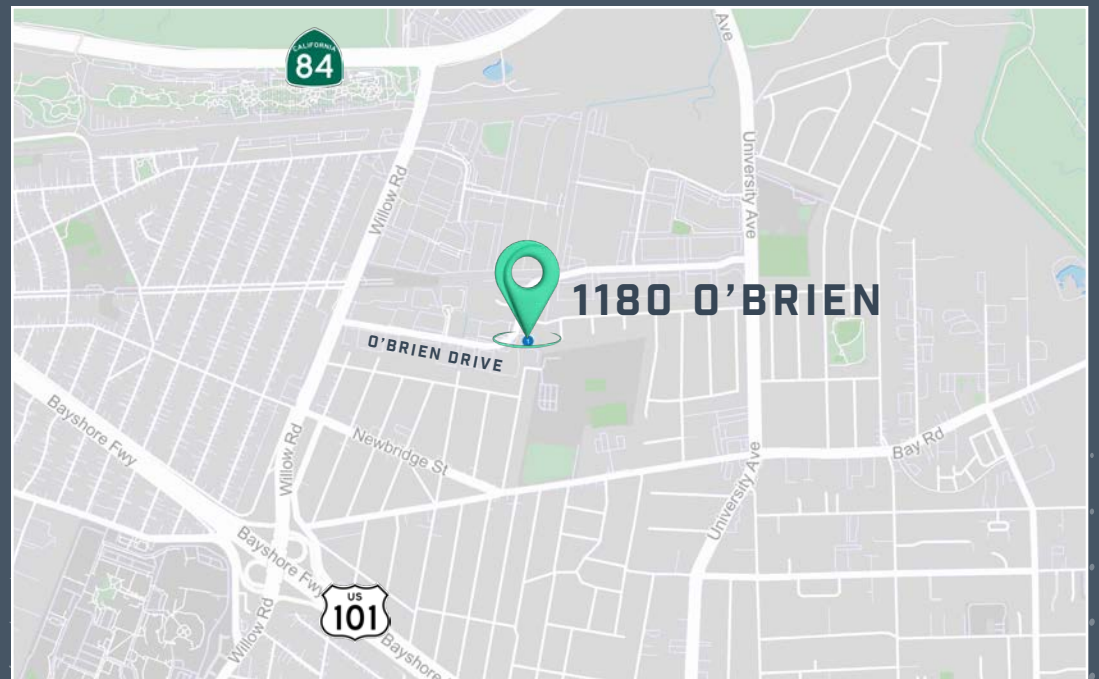 CALIFORNIA
84
Ave
University Ave
Willow Rd
1180 O'BRIEN
1
O'BRIEN DRIVE
Bayshore Fwy
Newbridge St
Willow Rd
Bay Rd
University Ave
Bayshore Fwy
US
101
Willow Rd
Bayshore